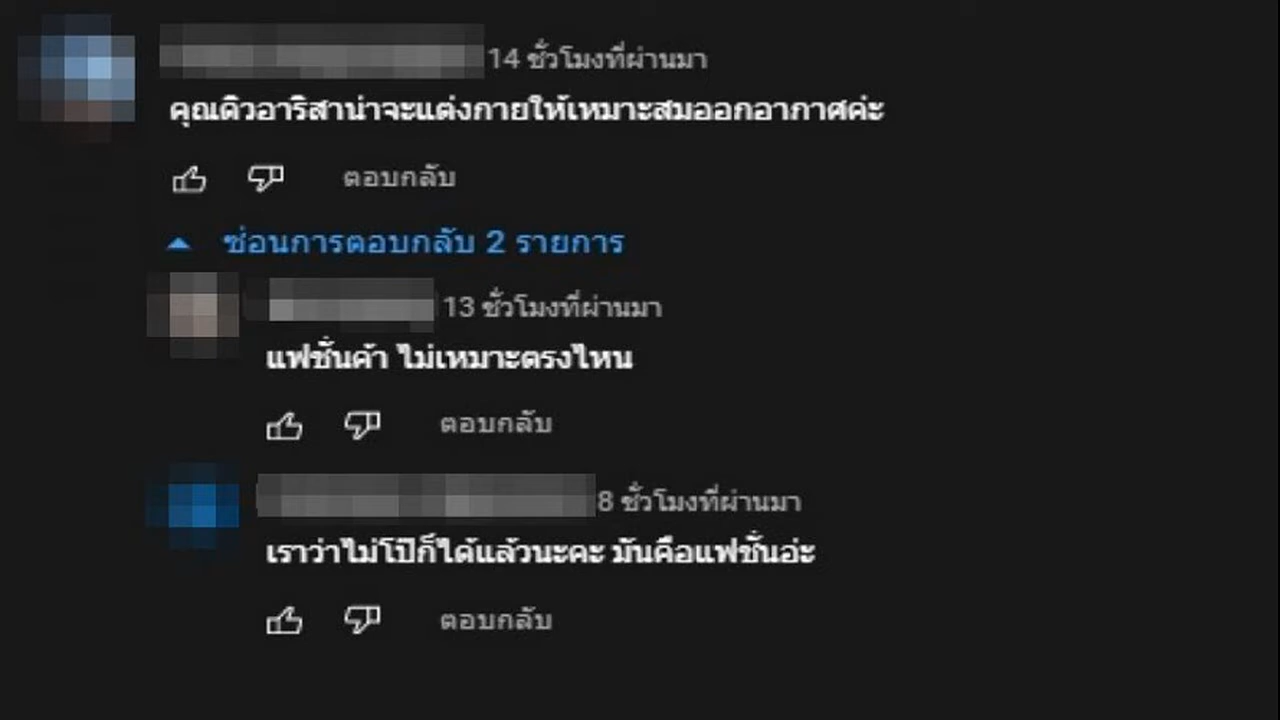 14 ชั่วโมงที่ผ่านมา
คุณดิวอาริสาน่าจะแต่งกายให้เหมาะสมออกอากาศค่ะ
ตอบกลับ
ซ่อนการตอบกลับ 2 รายการ
13 ชั่วโมงที่ผ่านมา
แฟชั่นค้า ไม่เหมาะตรงไหน
ตอบกลับ
8 ชั่วโมงที่ผ่านมา
เราว่าไม่โป๊ก็ได้แล้วนะคะ มันคือแฟชั่นอ่ะ
ตอบกลับ